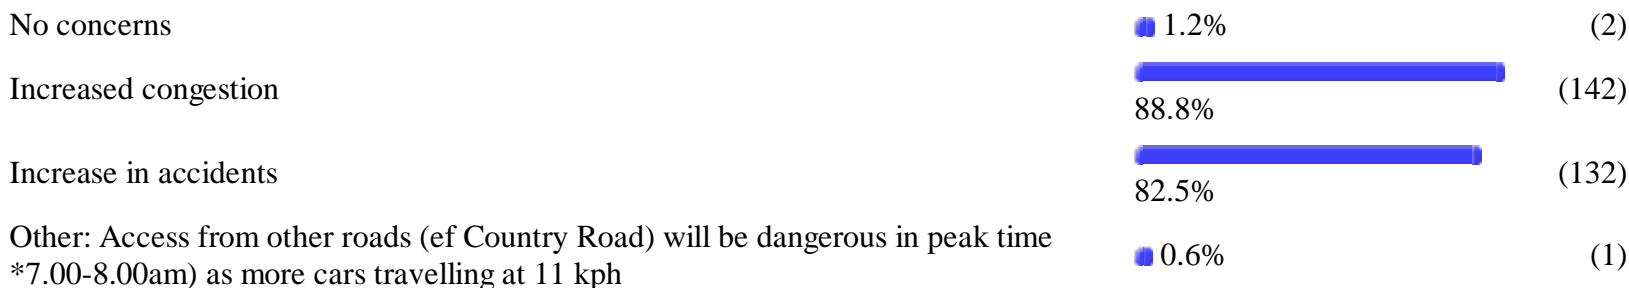 No concerns 1.2% (2)
Increased congestion 88.8% (142)
Increase in accidents 82.5% (132)
Other: Access from other roads (ef Country Road) will be dangerous in peak time
*7.00-8.00am) as more cars travelling at 11 kph 0.6% (1)